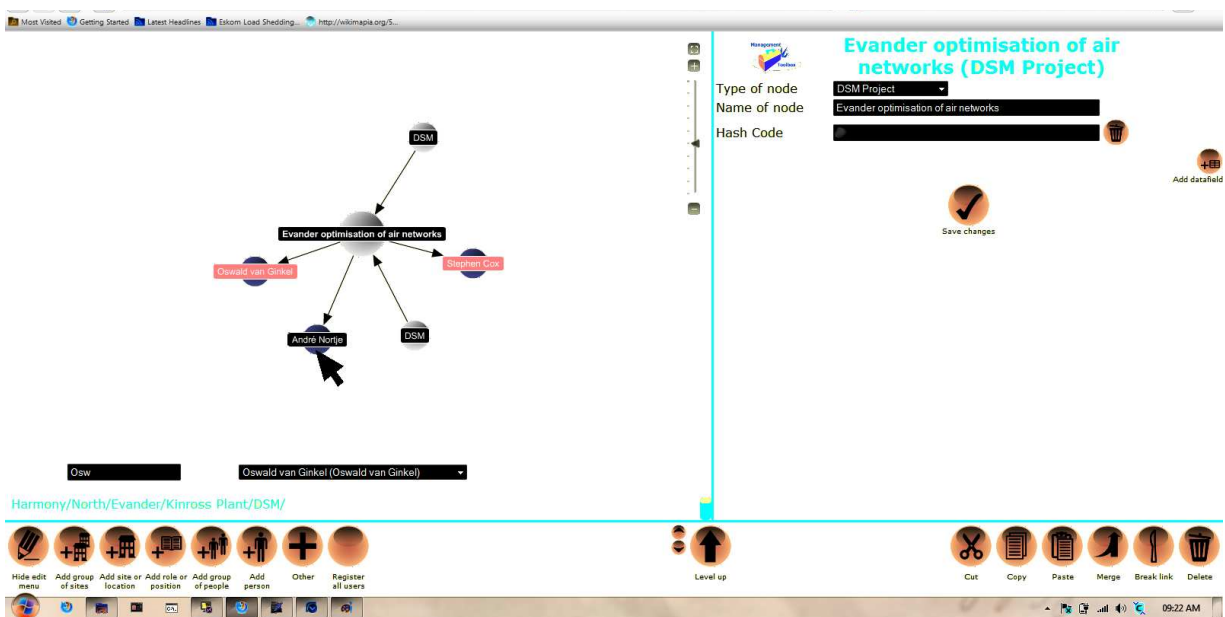 Most Visited Getting Started Latest Headlines Eskom Load Shedding... http://wikimapia.org/5...
Management
Toolbox
Evander optimisation of air
networks (DSM Project)
Type of node DSM Project
Name of node Evander optimisation of air networks
Hash Code
Add datafield
Save changes
DSM
Evander optimisation of air networks
Oswald van Ginkel
Stephen Cox
André Nortje
DSM
Osw Oswald van Ginkel (Oswald van Ginkel)
Harmony/North/Evander/Kinross Plant/DSM/
Hide edit
menu
Add group
of sites
Add site or
location
Add role or
position
Add group
of people
Add
person
Other
Register
all users
Level up
Cut
Copy
Paste
Merge
Break link
Delete
09:22 AM